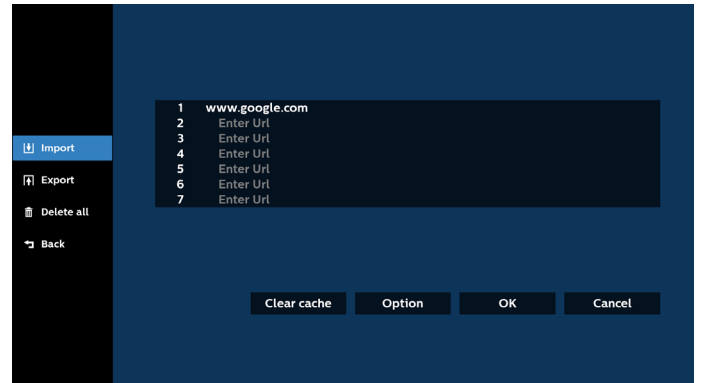 1 www.google.com
2 Enter Url
3 Enter Url
4 Enter Url
5 Enter Url
6 Enter Url
7 Enter Url
Import
Export
Delete all
Back
Clear cache Option OK Cancel